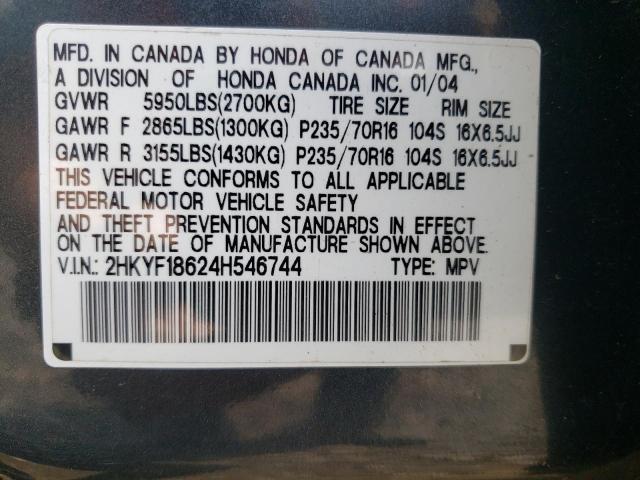 MFD. IN CANADA BY HONDA OF CANADA MFG.,
A DIVISION OF HONDA CANADA INC. 01/04
GVWR 5950LBS(2700KG) TIRE SIZE RIM SIZE
GAWR F 2865LBS(1300KG) P235/70R16 104S 16X6.5JJ
GAWR R 3155LBS(1430KG) P235/70R16 104S 16X6.5JJ
THIS VEHICLE CONFORMS TO ALL APPLICABLE
FEDERAL MOTOR VEHICLE SAFETY
AND THEFT PREVENTION STANDARDS IN EFFECT
ON THE DATE OF MANUFACTURE SHOWN ABOVE.
V.I.N.: 2HKYF18624H546744 TYPE: MPV